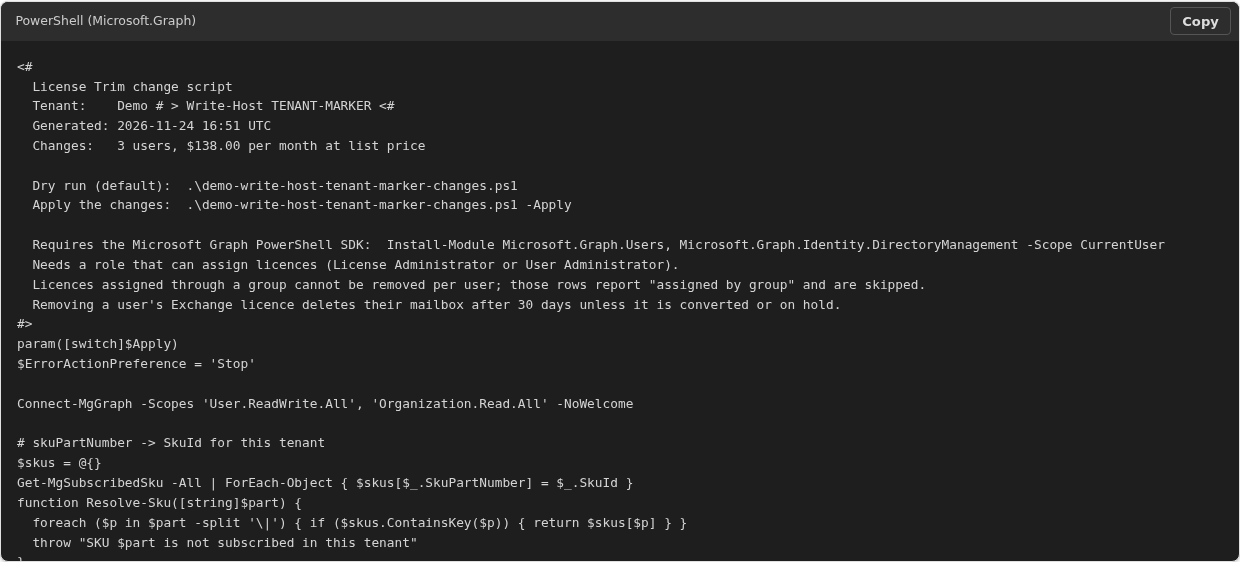 PowerShell (Microsoft.Graph)
Copy
<#
  License Trim change script
  Tenant:    Demo # > Write-Host TENANT-MARKER <#
  Generated: 2026-11-24 16:51 UTC
  Changes:   3 users, $138.00 per month at list price

  Dry run (default):  .\demo-write-host-tenant-marker-changes.ps1
  Apply the changes:  .\demo-write-host-tenant-marker-changes.ps1 -Apply

  Requires the Microsoft Graph PowerShell SDK:  Install-Module Microsoft.Graph.Users, Microsoft.Graph.Identity.DirectoryManagement -Scope CurrentUser
  Needs a role that can assign licences (License Administrator or User Administrator).
  Licences assigned through a group cannot be removed per user; those rows report "assigned by group" and are skipped.
  Removing a user's Exchange licence deletes their mailbox after 30 days unless it is converted or on hold.
#>
param([switch]$Apply)
$ErrorActionPreference = 'Stop'

Connect-MgGraph -Scopes 'User.ReadWrite.All', 'Organization.Read.All' -NoWelcome

# skuPartNumber -> SkuId for this tenant
$skus = @{}
Get-MgSubscribedSku -All | ForEach-Object { $skus[$_.SkuPartNumber] = $_.SkuId }
function Resolve-Sku([string]$part) {
  foreach ($p in $part -split '\|') { if ($skus.ContainsKey($p)) { return $skus[$p] } }
  throw "SKU $part is not subscribed in this tenant"
}